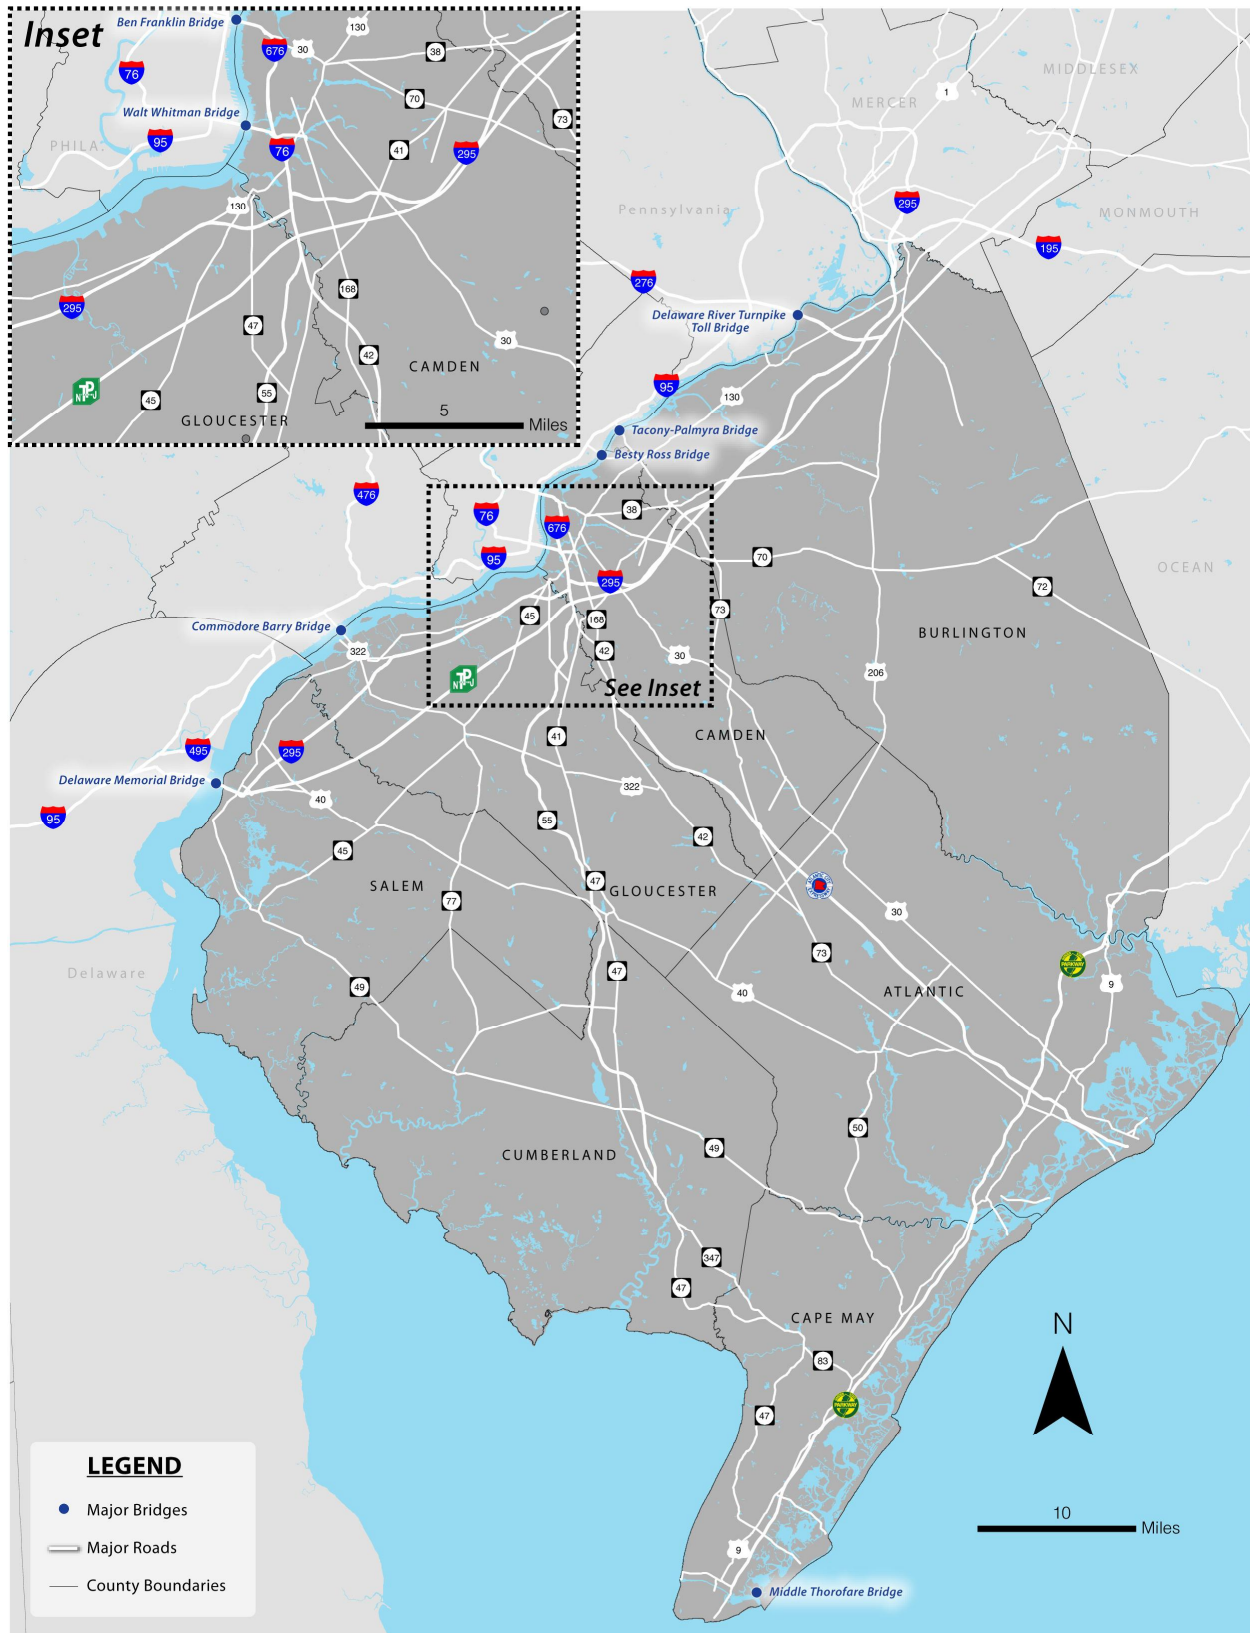 Inset
Ben Franklin Bridge
130
676
30
38
76
70
Walt Whitman Bridge
73
95
PHILA.
76
41
295
130
168
295
47
30
42
CAMDEN
NTPJ
45
55
GLOUCESTER
5
Miles
MIDDLESEX
MERCER
1
Pennsylvania
295
MONMOUTH
195
276
Delaware River Turnpike
Toll Bridge
95
130
Tacony-Palmyra Bridge
Besty Ross Bridge
476
76
38
676
95
70
OCEAN
295
72
73
45
168
Commodore Barry Bridge
BURLINGTON
322
42
30
206
NTPJ
See Inset
41
CAMDEN
495
295
Delaware Memorial Bridge
322
40
95
55
42
45
SALEM
47
GLOUCESTER
77
30
73
PARKWAY
Delaware
47
49
40
ATLANTIC
9
50
49
CUMBERLAND
347
47
CAPE MAY
N
83
PARKWAY
47
LEGEND
Major Bridges
Major Roads
County Boundaries
10
Miles
9
Middle Thorofare Bridge